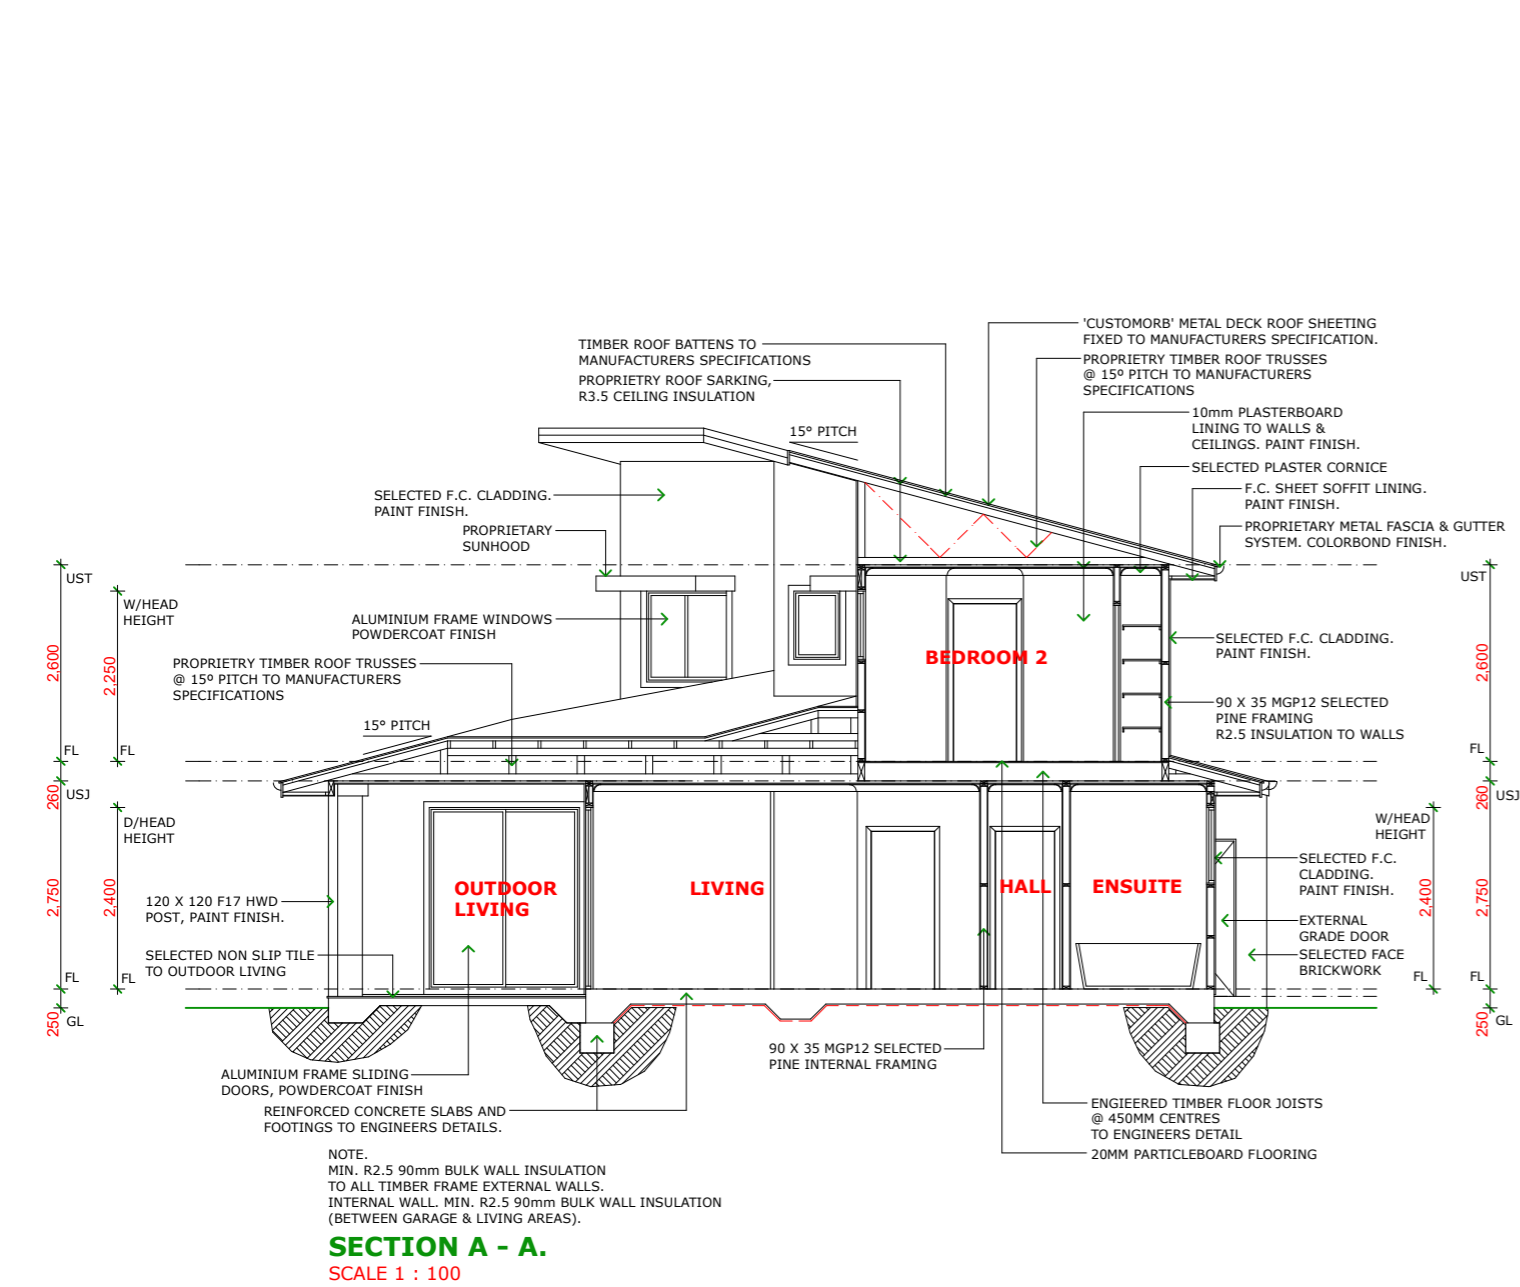 'CUSTOMORB' METAL DECK ROOF SHEETING
FIXED TO MANUFACTURERS SPECIFICATION.
TIMBER ROOF BATTENS TO
MANUFACTURERS SPECIFICATIONS
PROPRIETRY TIMBER ROOF TRUSSES
@ 15º PITCH TO MANUFACTURERS
SPECIFICATIONS
PROPRIETRY ROOF SARKING,
R3.5 CEILING INSULATION
10mm PLASTERBOARD
LINING TO WALLS &
CEILINGS. PAINT FINISH.
15º PITCH
SELECTED PLASTER CORNICE
SELECTED F.C. CLADDING.
PAINT FINISH.
F.C. SHEET SOFFIT LINING.
PAINT FINISH.
PROPRIETARY
SUNHOOD
PROPRIETARY METAL FASCIA & GUTTER
SYSTEM. COLORBOND FINISH.
UST
UST
W/HEAD
HEIGHT
ALUMINIUM FRAME WINDOWS
POWDERCOAT FINISH
SELECTED F.C. CLADDING.
PAINT FINISH.
2,600
2,250
BEDROOM 2
2,600
PROPRIETRY TIMBER ROOF TRUSSES
@ 15º PITCH TO MANUFACTURERS
SPECIFICATIONS
90 X 35 MGP12 SELECTED
PINE FRAMING
R2.5 INSULATION TO WALLS
15º PITCH
FL
FL
FL
260
USJ
260
USJ
D/HEAD
HEIGHT
W/HEAD
HEIGHT
SELECTED F.C.
CLADDING.
PAINT FINISH.
2,750
2,400
OUTDOOR
LIVING
LIVING
HALL
ENSUITE
2,400
2,750
120 X 120 F17 HWD
POST, PAINT FINISH.
EXTERNAL
GRADE DOOR
SELECTED NON SLIP TILE
TO OUTDOOR LIVING
SELECTED FACE
BRICKWORK
FL
FL
FL
FL
250
GL
250
GL
90 X 35 MGP12 SELECTED
PINE INTERNAL FRAMING
ALUMINIUM FRAME SLIDING
DOORS, POWDERCOAT FINISH
REINFORCED CONCRETE SLABS AND
FOOTINGS TO ENGINEERS DETAILS.
ENGIEERED TIMBER FLOOR JOISTS
@ 450MM CENTRES
TO ENGINEERS DETAIL
20MM PARTICLEBOARD FLOORING
NOTE.
MIN. R2.5 90mm BULK WALL INSULATION
TO ALL TIMBER FRAME EXTERNAL WALLS.
INTERNAL WALL. MIN. R2.5 90mm BULK WALL INSULATION
(BETWEEN GARAGE & LIVING AREAS).
SECTION A - A.
SCALE 1 : 100